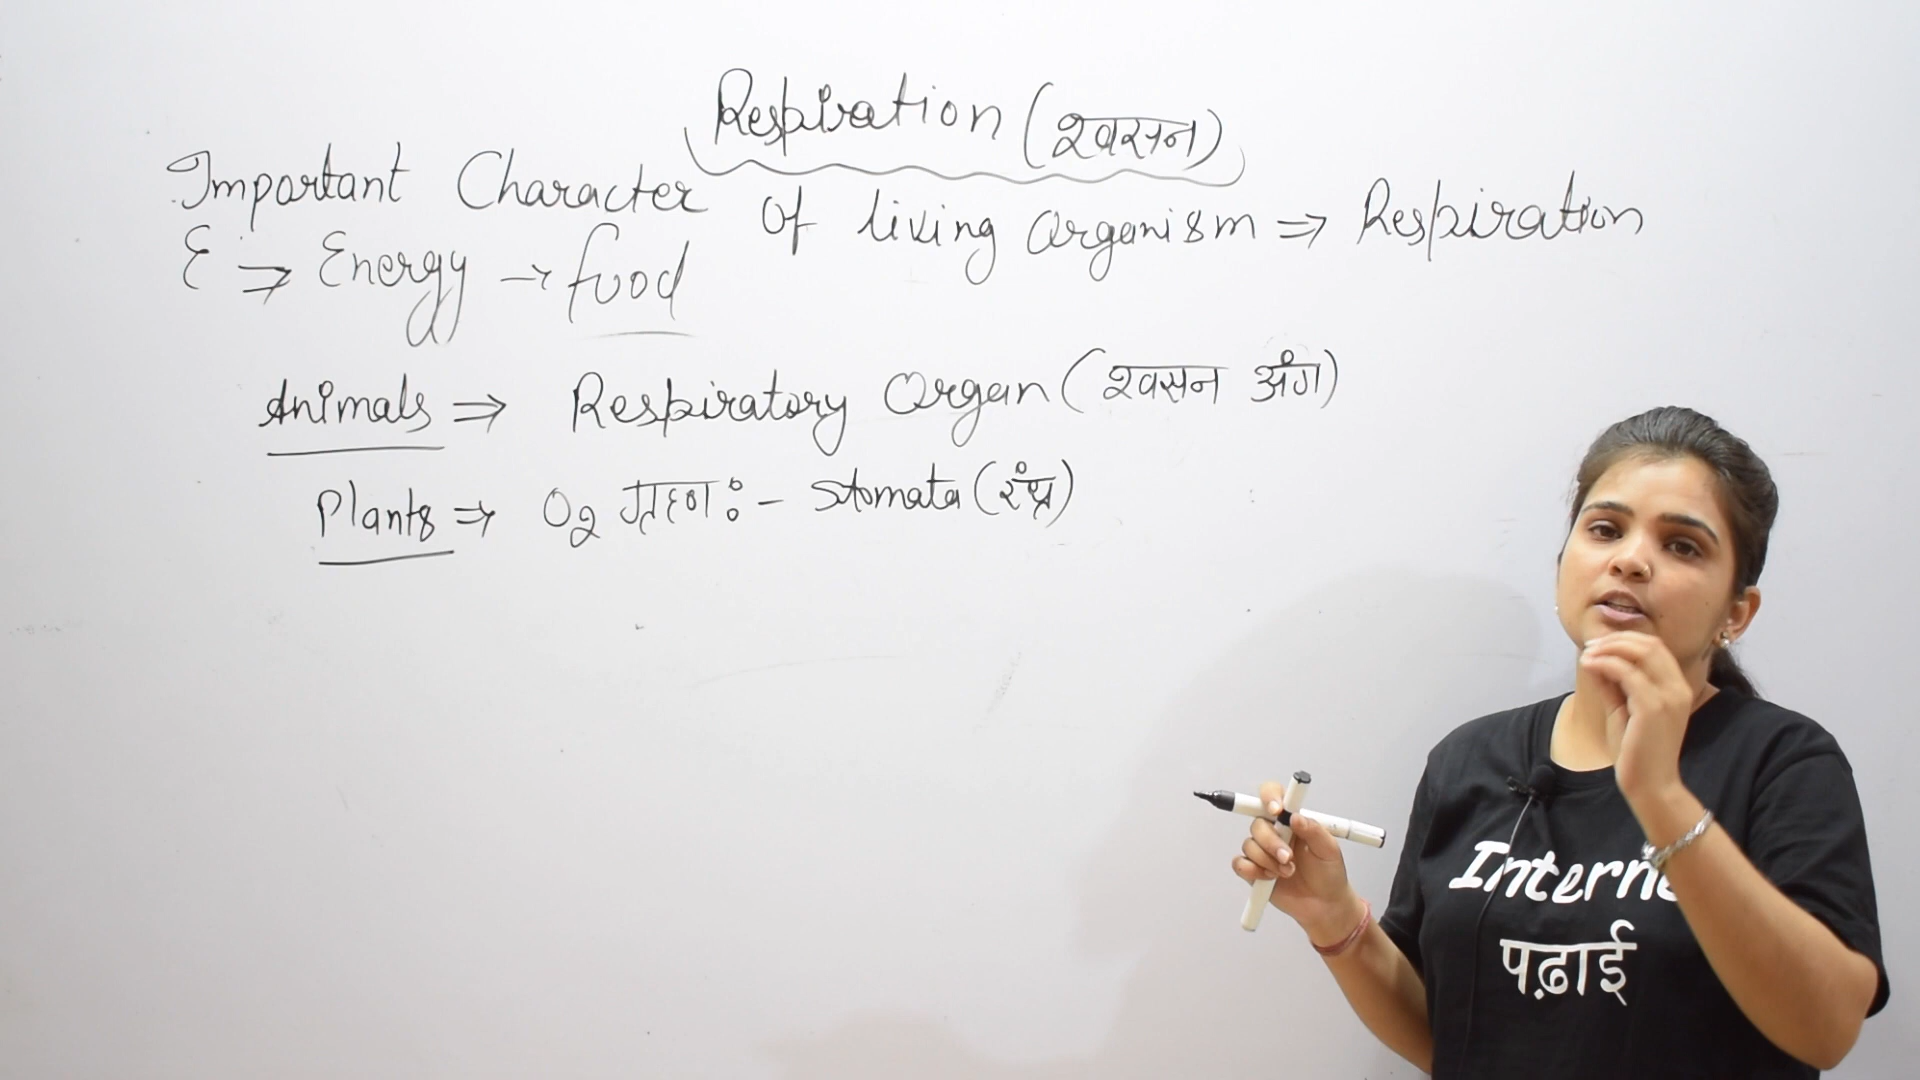 Respiration (श्वसन)
Important Character Of living Organism ⇒ Respiration
E ⇒ Energy → food
Animals ⇒ Respiratory Organ (श्वसन अंग)
Plants ⇒ O2 ग्रहण :- Stomata (रंध्र)
Interne
पढ़ाई